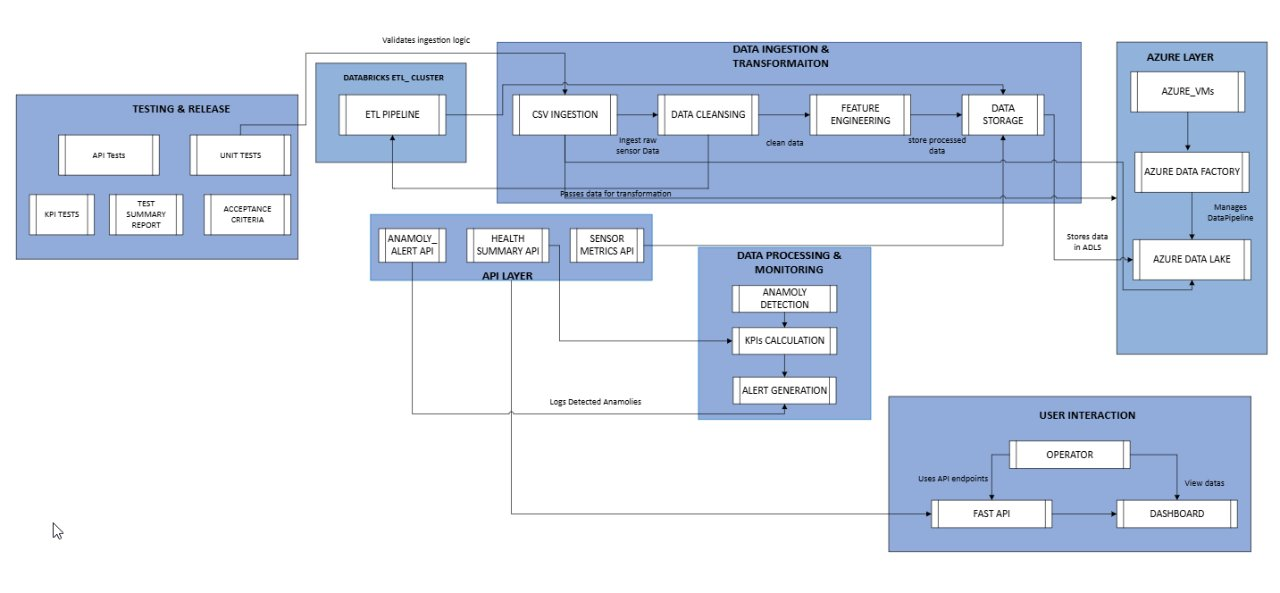 Validates ingestion logic
DATA INGESTION &
TRANSFORMAITON
AZURE LAYER
DATABRICKS ETL_ CLUSTER
AZURE_VMs
TESTING & RELEASE
ETL PIPELINE
CSV INGESTION
DATA CLEANSING
FEATURE
ENGINEERING
DATA
STORAGE
API Tests
UNIT TESTS
Ingest raw
sensor Data
clean data
store processed
data
AZURE DATA FACTORY
Passes data for transformation
KPI TESTS
TEST
SUMMARY
REPORT
ACCEPTANCE
CRITERIA
Manages
DataPipeline
Stores data
in ADLS
ANAMOLY_
ALERT API
HEALTH
SUMMARY API
SENSOR
METRICS API
API LAYER
AZURE DATA LAKE
DATA PROCESSING &
MONITORING
ANAMOLY
DETECTION
KPIs CALCULATION
ALERT GENERATION
Logs Detected Anamolies
USER INTERACTION
OPERATOR
Uses API endpoints
View datas
FAST API
DASHBOARD